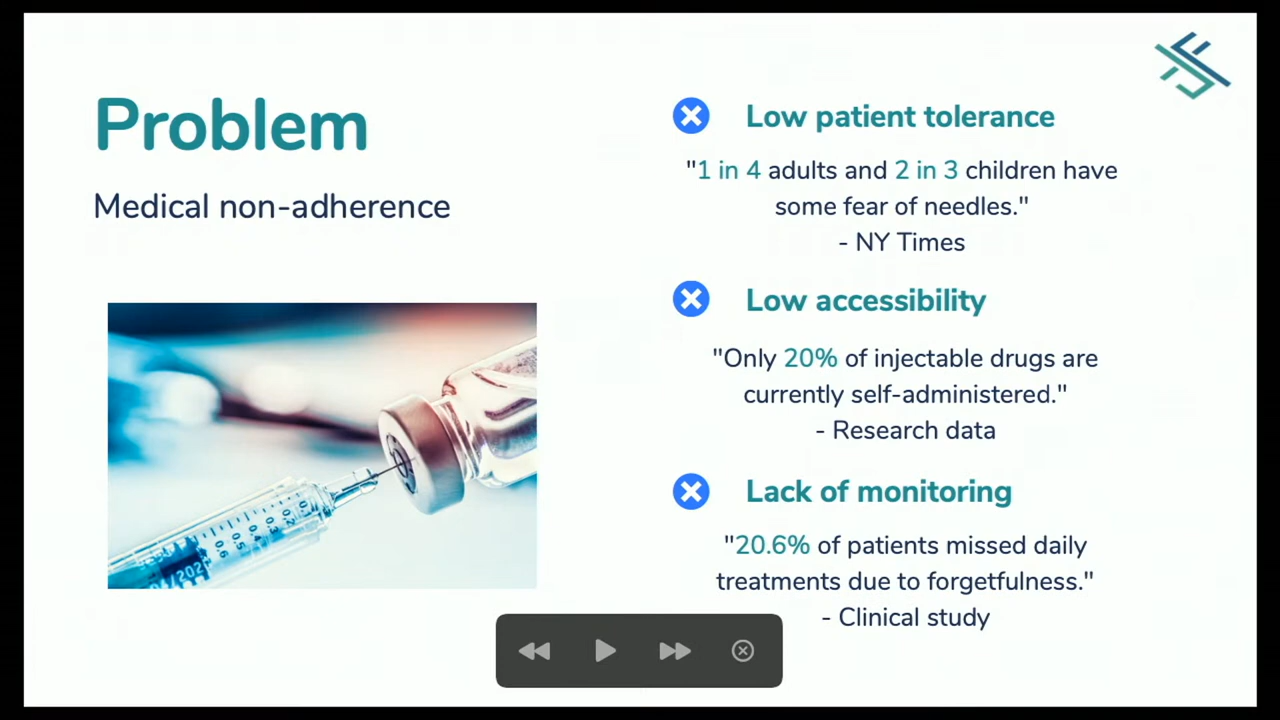 Problem
Medical non-adherence
Low patient tolerance
"1 in 4 adults and 2 in 3 children have
some fear of needles."
- NY Times
Low accessibility
"Only 20% of injectable drugs are
currently self-administered."
- Research data
Lack of monitoring
"20.6% of patients missed daily
treatments due to forgetfulness."
- Clinical study